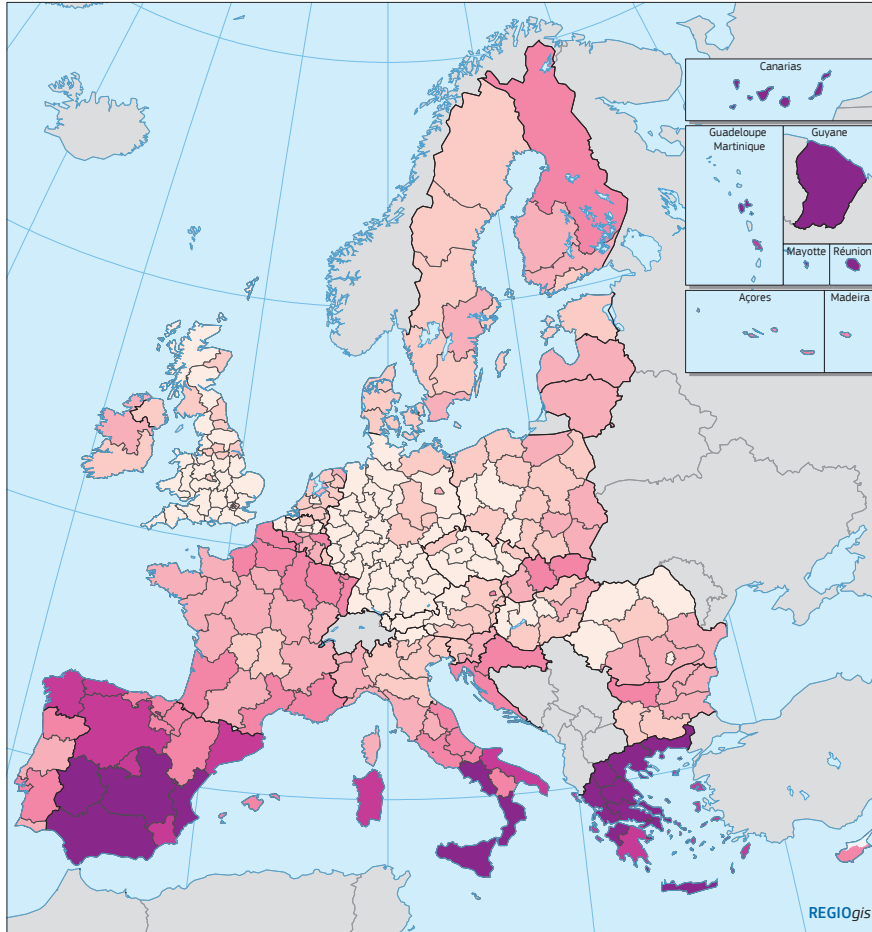 Canarias
Guadeloupe
Martinique
Guyane
Mayotte
Réunion
Açores
Madeira
REGIOgis